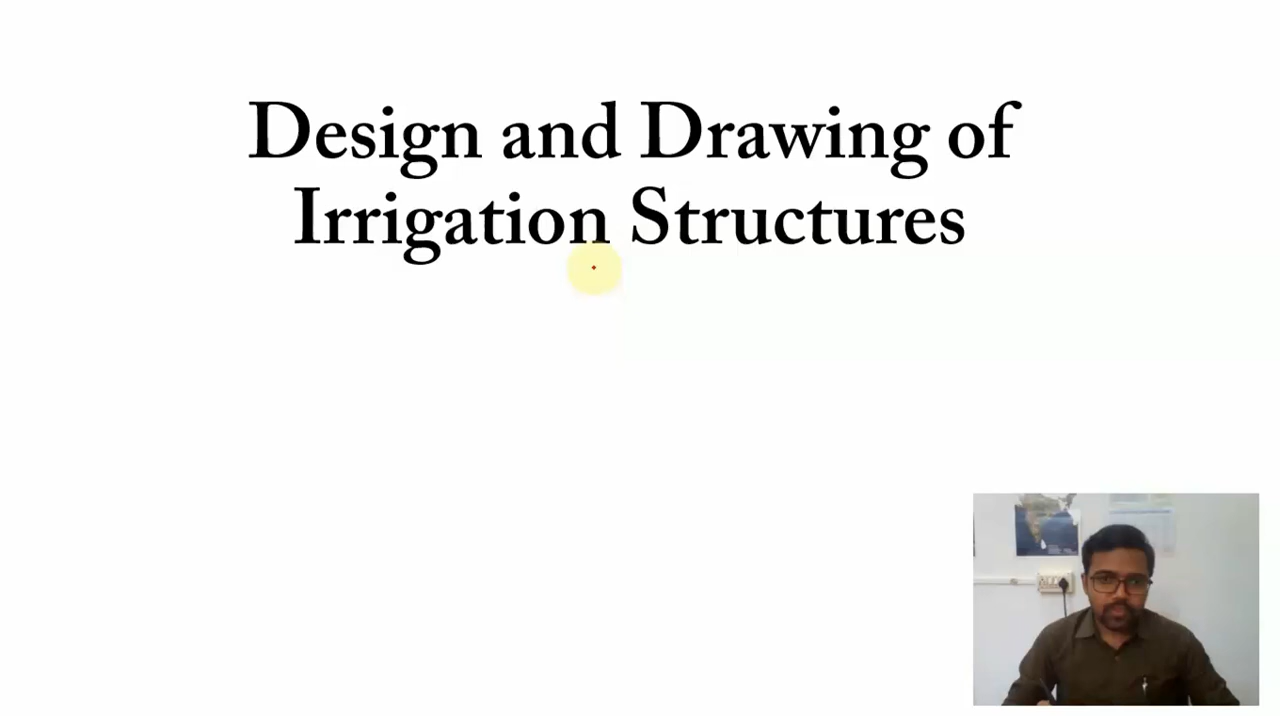 Design and Drawing of
Irrigation Structures